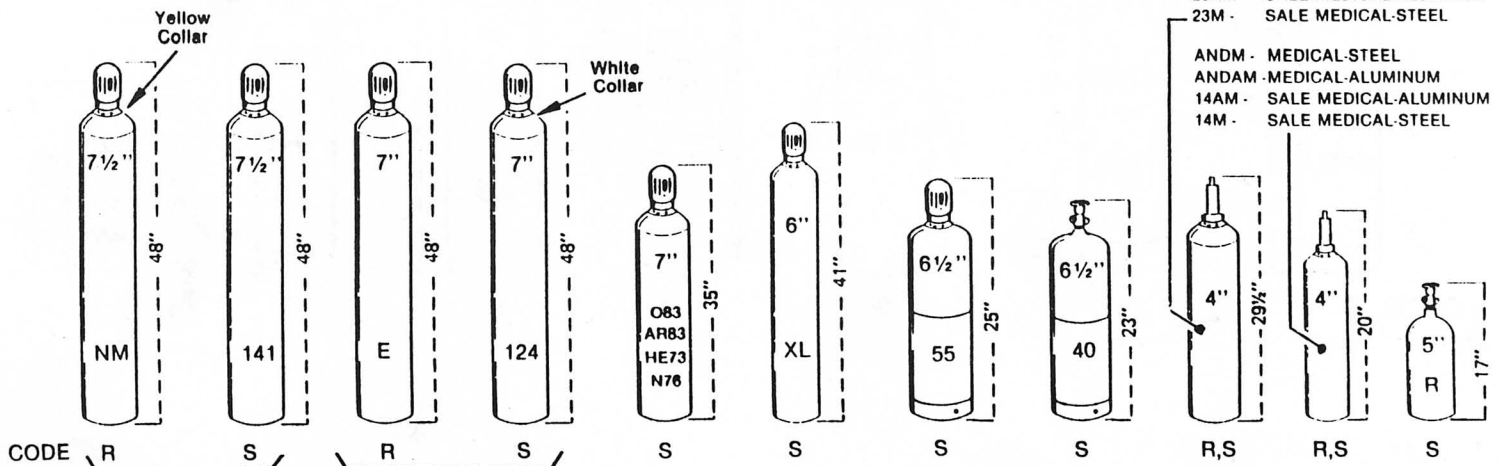 23M - SALE MEDICAL-STEEL
ANDM - MEDICAL-STEEL
ANDAM - MEDICAL-ALUMINUM
14AM - SALE MEDICAL-ALUMINUM
14M - SALE MEDICAL-STEEL
Yellow
Collar
White
Collar
7½"
NM
48"
7½"
141
48"
7"
E
48"
7"
124
48"
7"
O83
AR83
HE73
N76
35"
6"
XL
41"
6½"
55
25"
6½"
40
23"
4"
29½"
4"
20"
5"
R
17"
CODE R S R S S S S S R,S R,S S